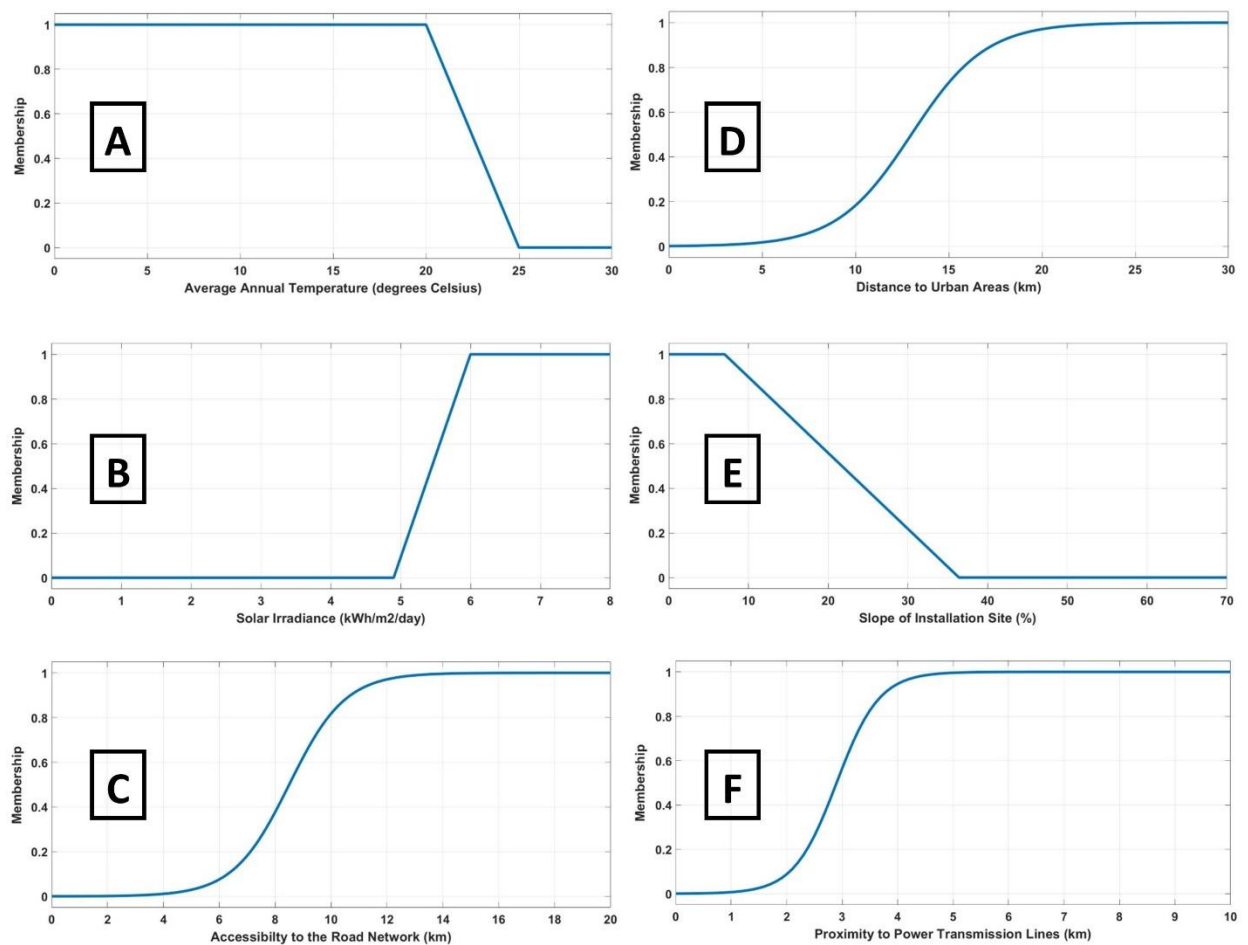 1
0.8
0.6
0.4
0.2
0
Membership
A
0 5 10 15 20 25 30
Average Annual Temperature (degrees Celsius)
1
0.8
0.6
0.4
0.2
0
Membership
D
0 5 10 15 20 25 30
Distance to Urban Areas (km)
1
0.8
0.6
0.4
0.2
0
Membership
B
0 1 2 3 4 5 6 7 8
Solar Irradiance (kWh/m2/day)
1
0.8
0.6
0.4
0.2
0
Membership
E
0 10 20 30 40 50 60 70
Slope of Installation Site (%)
1
0.8
0.6
0.4
0.2
0
Membership
C
0 2 4 6 8 10 12 14 16 18 20
Accessibilty to the Road Network (km)
1
0.8
0.6
0.4
0.2
0
Membership
F
0 1 2 3 4 5 6 7 8 9 10
Proximity to Power Transmission Lines (km)